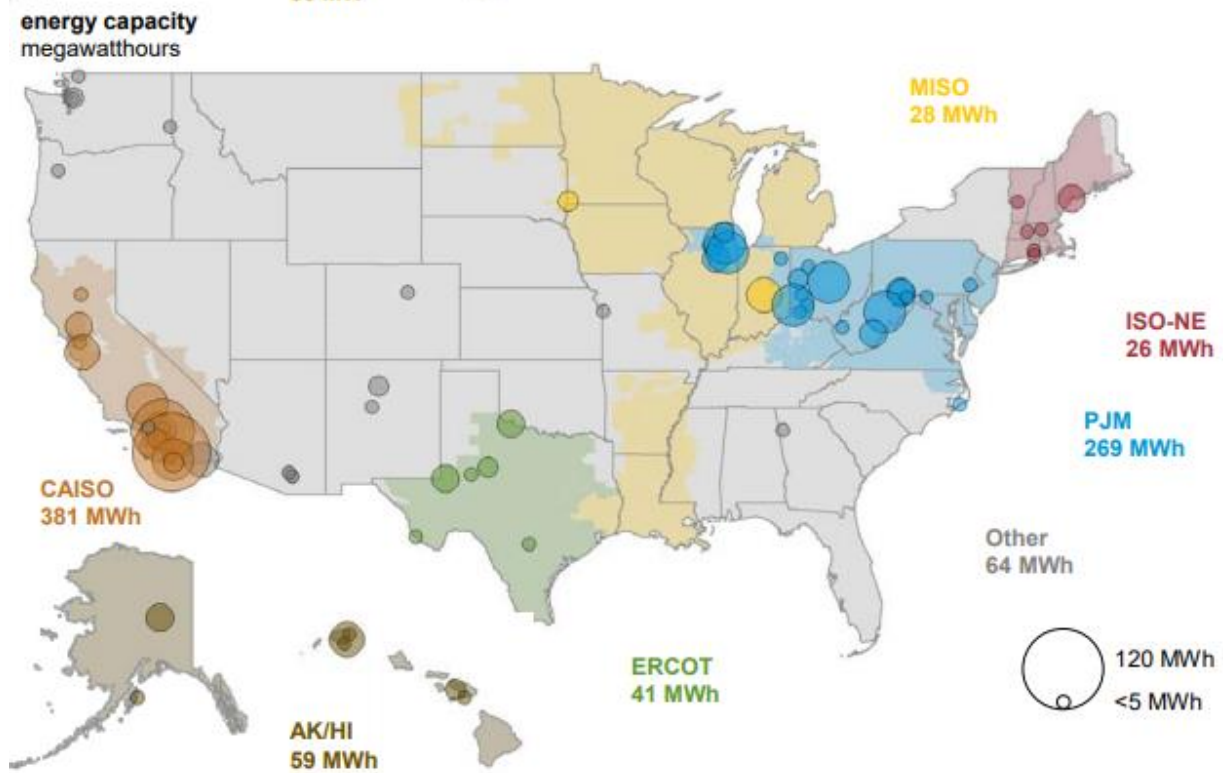 energy capacity
megawatthours
MISO
28 MWh
ISO-NE
26 MWh
PJM
269 MWh
CAISO
381 MWh
Other
64 MWh
ERCOT
41 MWh
120 MWh
<5 MWh
AK/HI
59 MWh